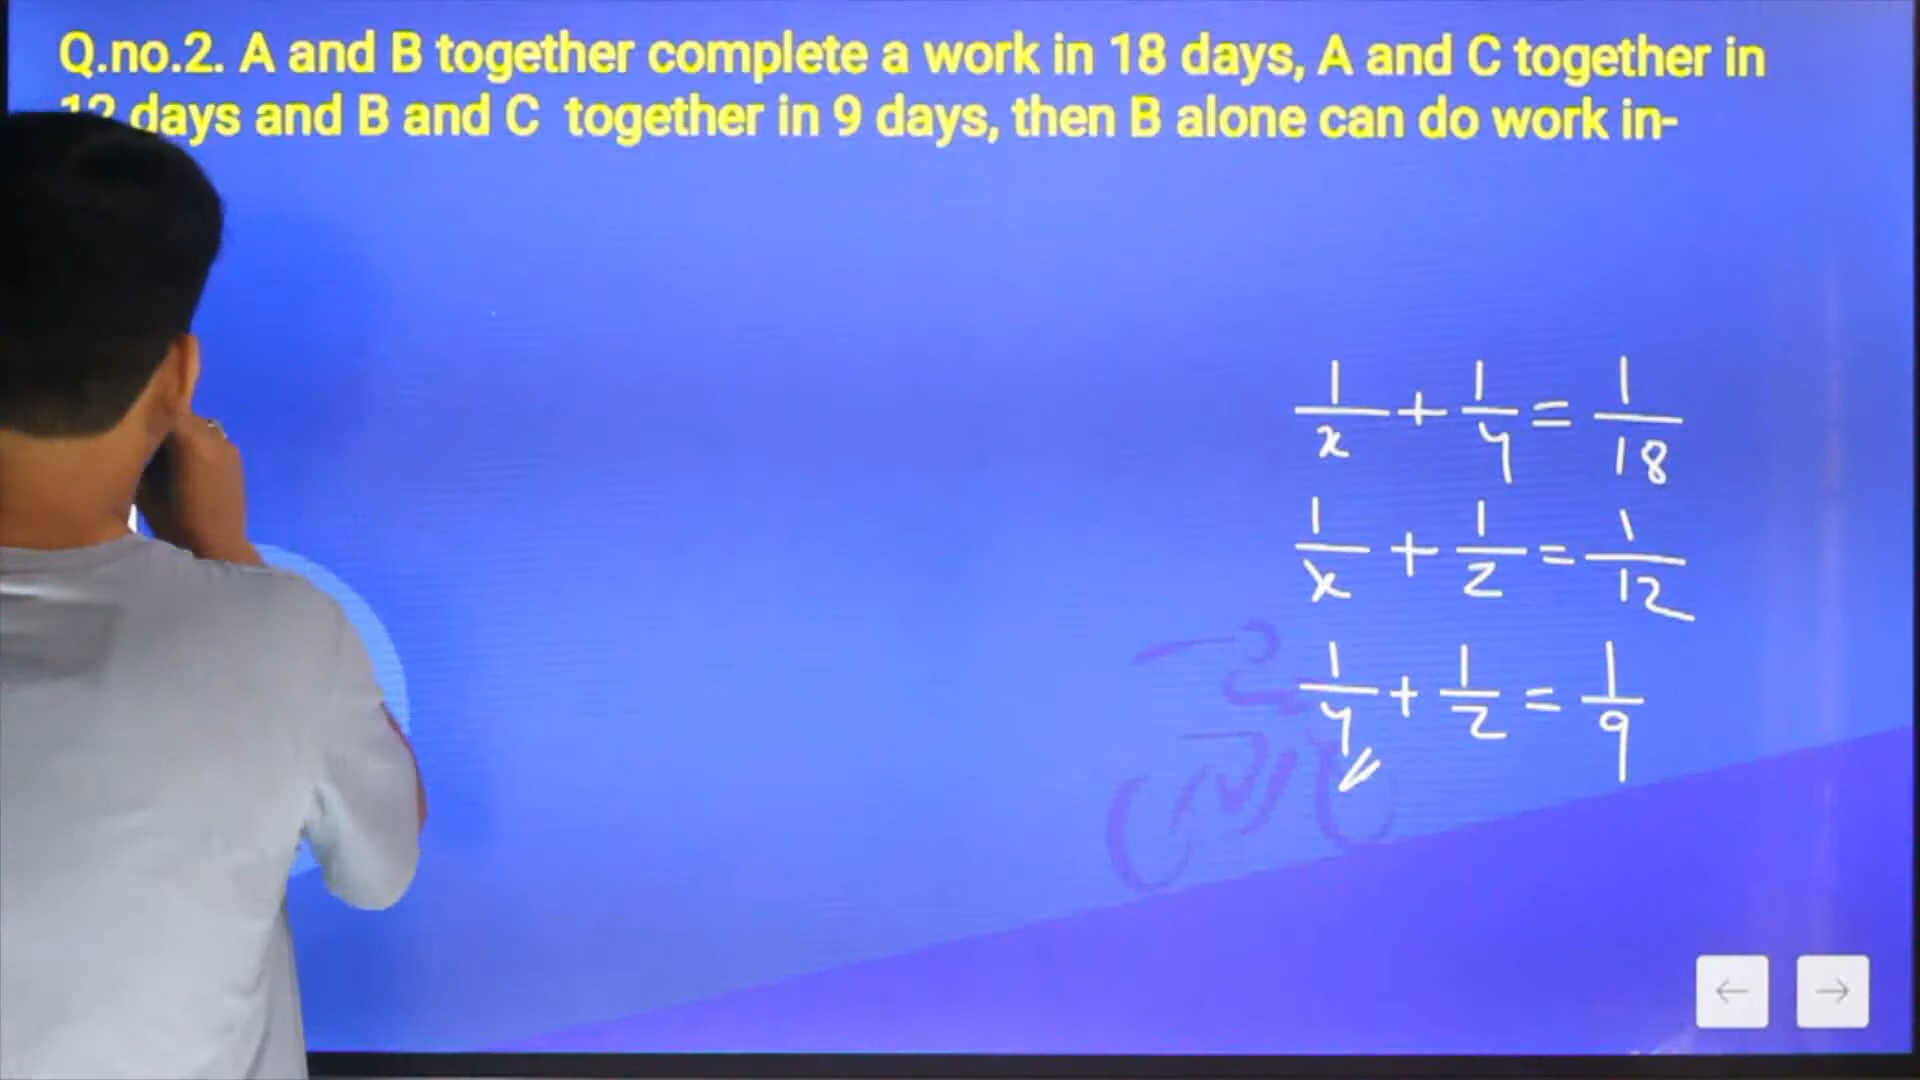 Q.no.2. A and B together complete a work in 18 days, A and C together in
12 days and B and C together in 9 days, then B alone can do work in-
1/x + 1/y = 1/18
1/x + 1/z = 1/12
1/y + 1/z = 1/9